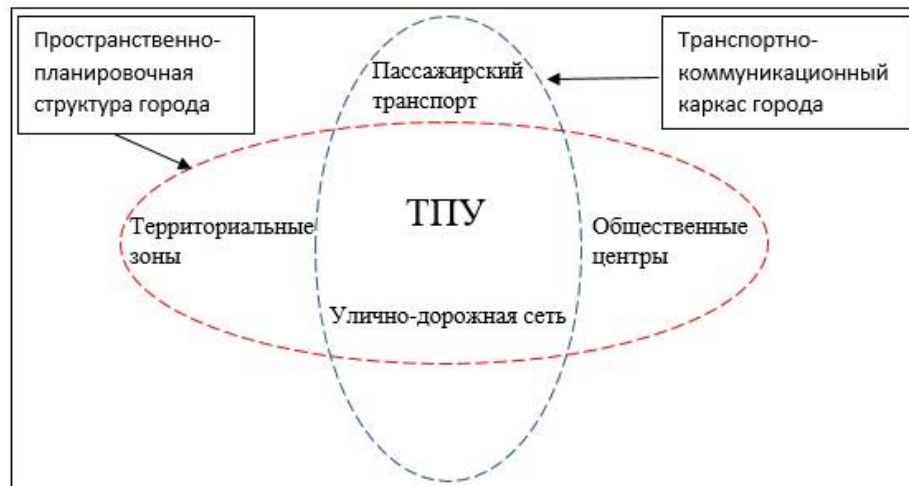 Пространственно-
планировочная
структура города
Транспортно-
коммуникационный
каркас города
Пассажирский
транспорт
ТПУ
Территориальные
зоны
Общественные
центры
Улично-дорожная сеть